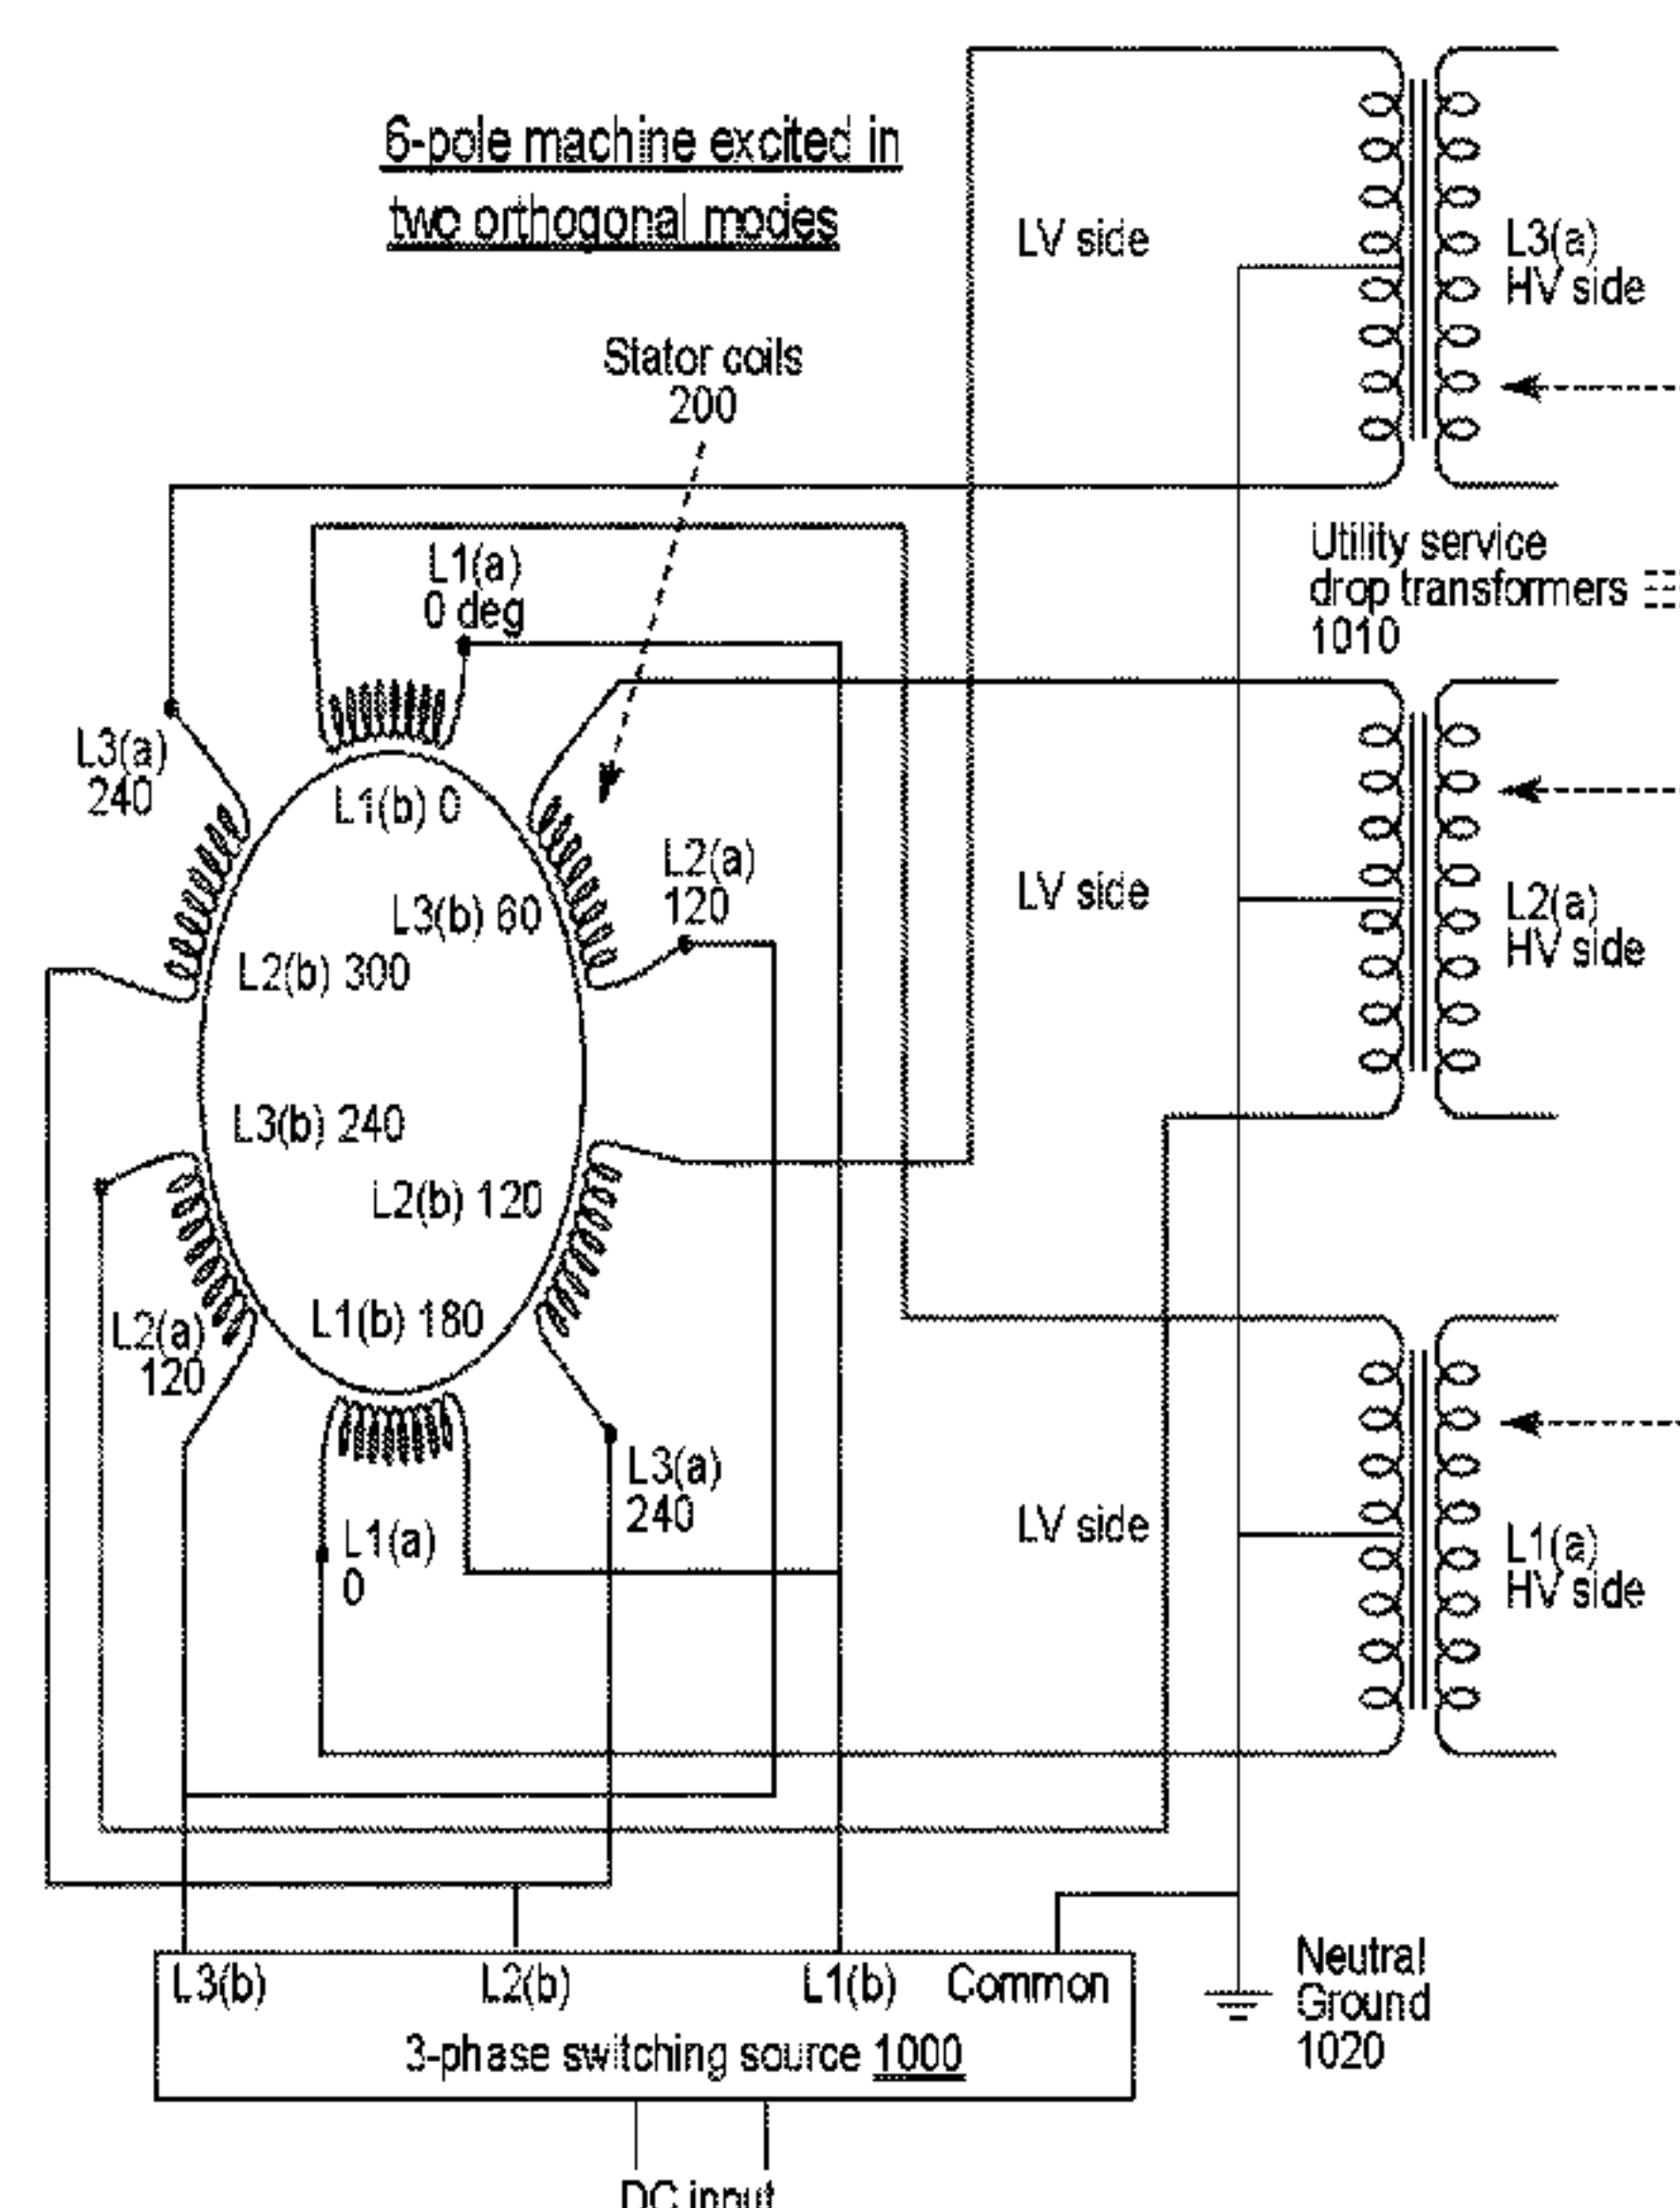 6-pole machine excited in
two orthogonal modes
LV side
L3(a)
HV side
Stator coils
200
Utility service
drop transformers
1010
L1(a)
0 deg
L3(a)
240
L1(b) 0
L2(a)
120
L3(b) 60
L2(b) 300
LV side
L2(a)
HV side
L3(b) 240
L2(b) 120
L1(b) 180
L2(a)
120
L3(a)
240
L1(a)
0
LV side
L1(a)
HV side
L3(b)
L2(b)
L1(b)
Common
3-phase switching source 1000
Neutral
Ground
1020
DC input